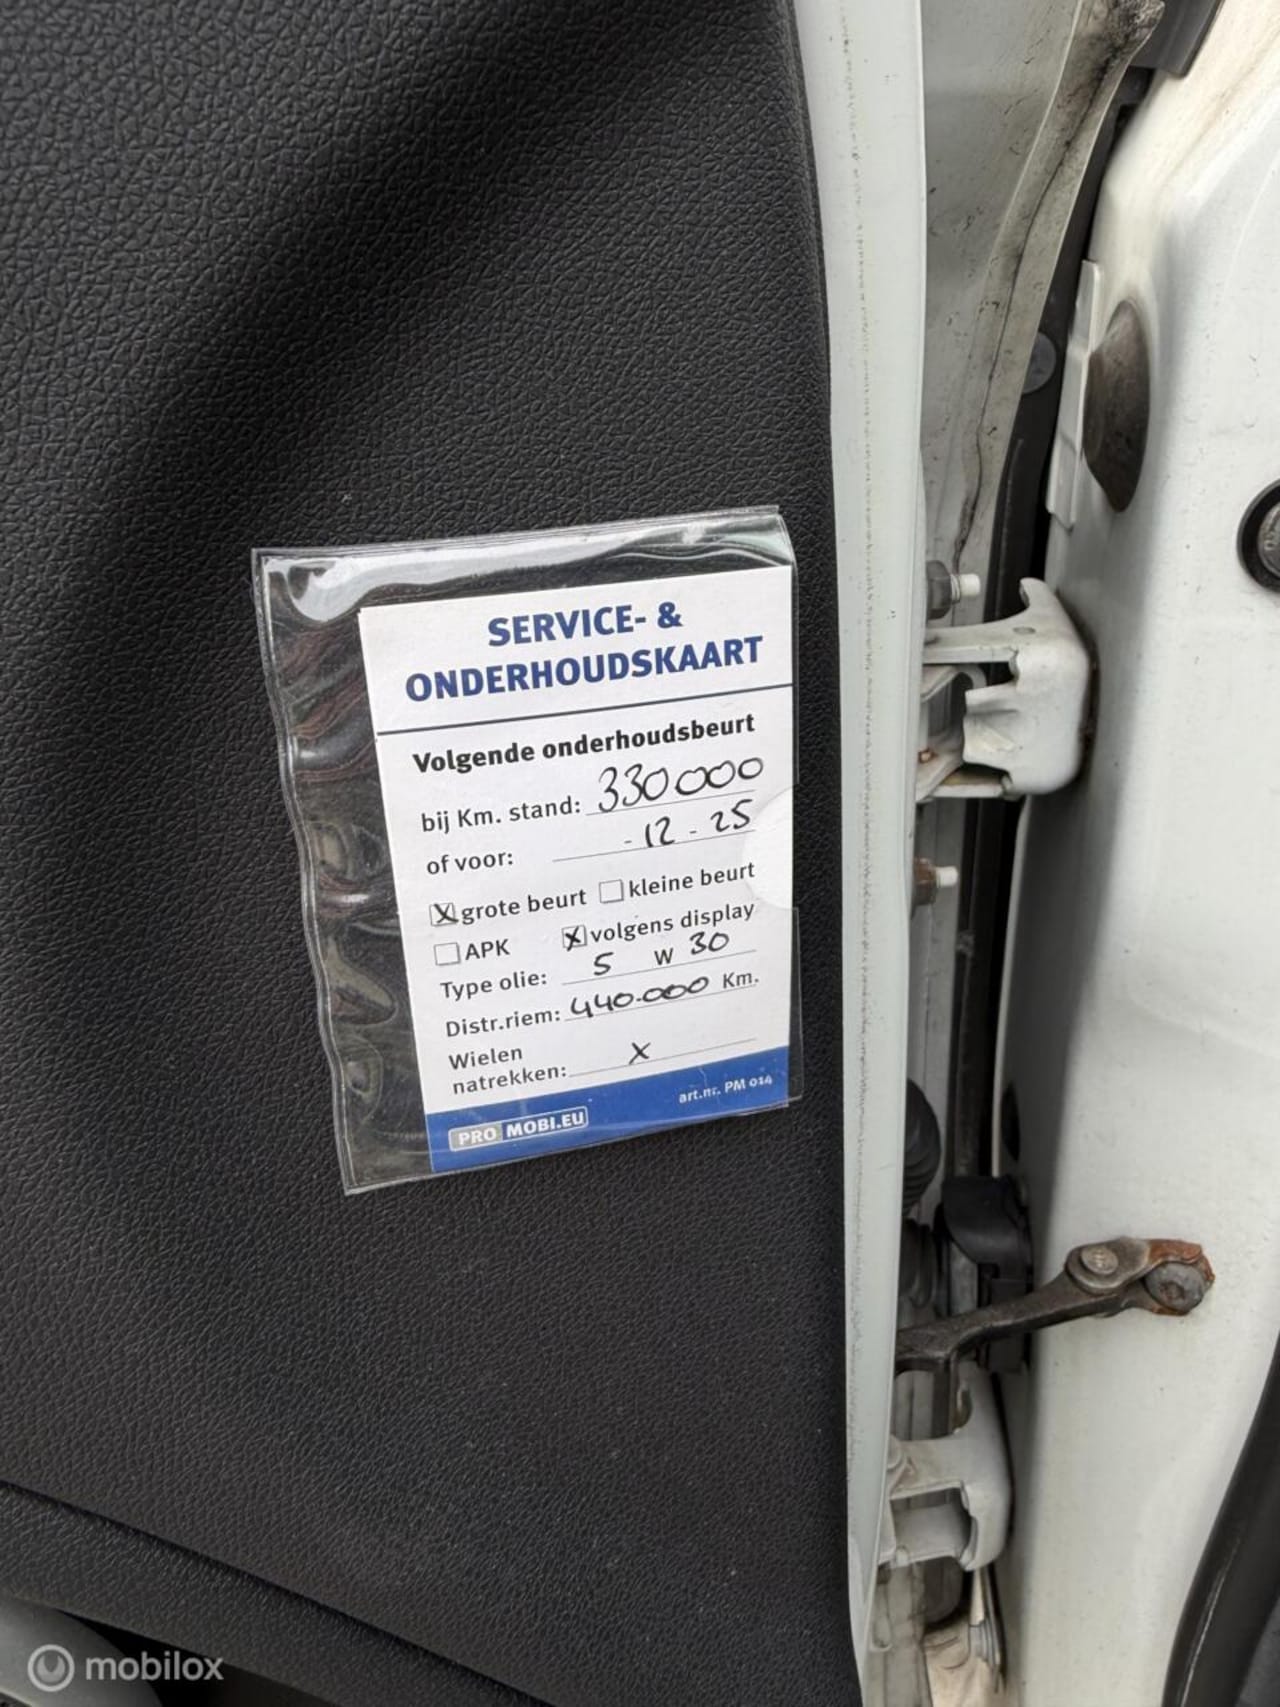 SERVICE- &
ONDERHOUDSKAART
Volgende onderhoudsbeurt
bij Km. stand: 330000
of voor: - 12 - 25
X grote beurt kleine beurt
APK X volgens display
Type olie: 5 W 30
Distr.riem: 440.000 Km.
Wielen
natrekken: X
PRO MOBI.EU art.nr. PM 014
mobilox